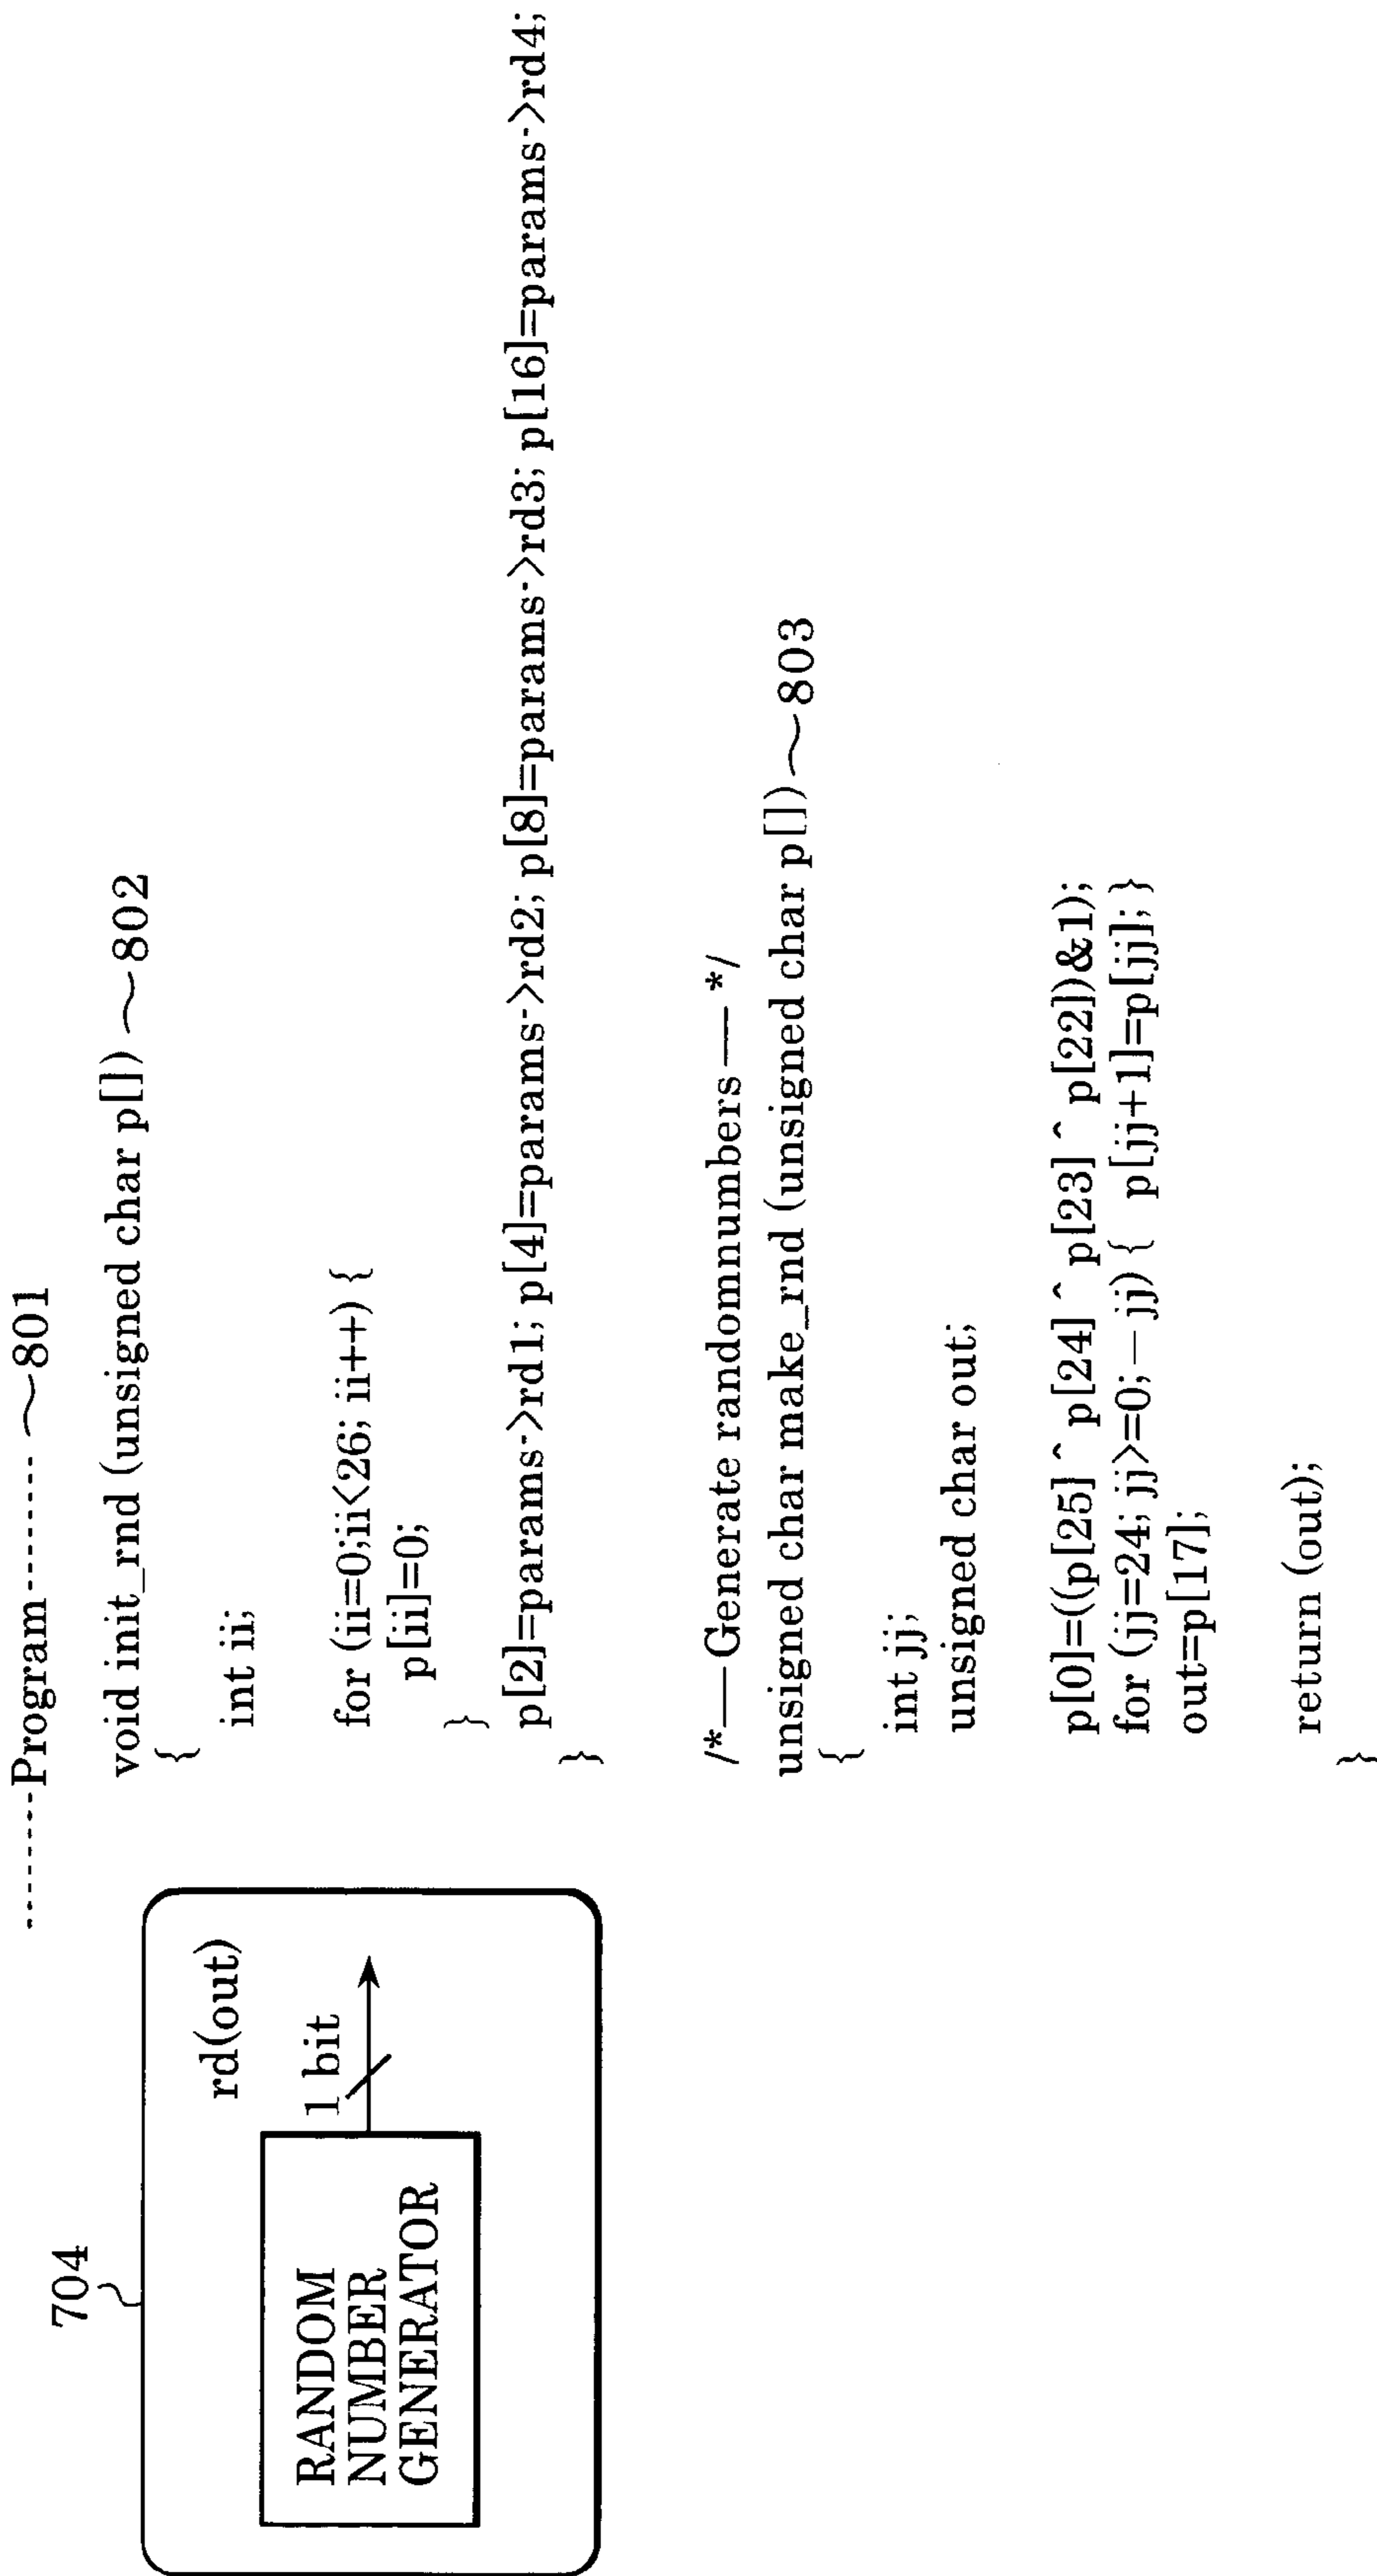 704
RANDOM
NUMBER
GENERATOR
rd(out)
1 bit
---------Program---------- ~801
void init_rnd (unsigned char p[]) ~802
{
int ii;
for (ii=0;ii<26; ii++) {
p[ii]=0;
}
p[2]=params->rd1; p[4]=params->rd2; p[8]=params->rd3; p[16]=params->rd4;
}
/*—Generate randomnumbers— */
unsigned char make_rnd (unsigned char p[]) ~803
{
int jj;
unsigned char out;
p[0]=((p[25] ^ p[24] ^ p[23] ^ p[22])&1);
for (jj=24; jj>=0; —jj) { p[jj+1]=p[jj]; }
out=p[17];
return (out);
}